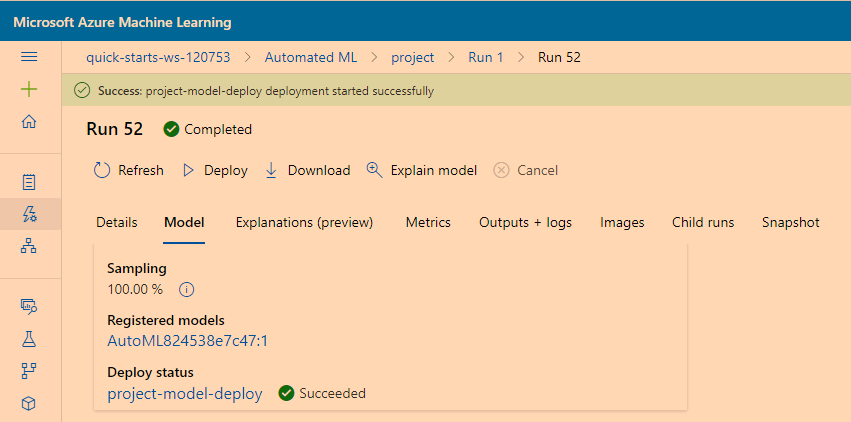 Microsoft Azure Machine Learning
quick-starts-ws-120753 > Automated ML > project > Run 1 > Run 52
Success: project-model-deploy deployment started successfully
Run 52 Completed
Refresh Deploy Download Explain model Cancel
Details Model Explanations (preview) Metrics Outputs + logs Images Child runs Snapshot
Sampling
100.00 %
Registered models
AutoML824538e7c47:1
Deploy status
project-model-deploy Succeeded